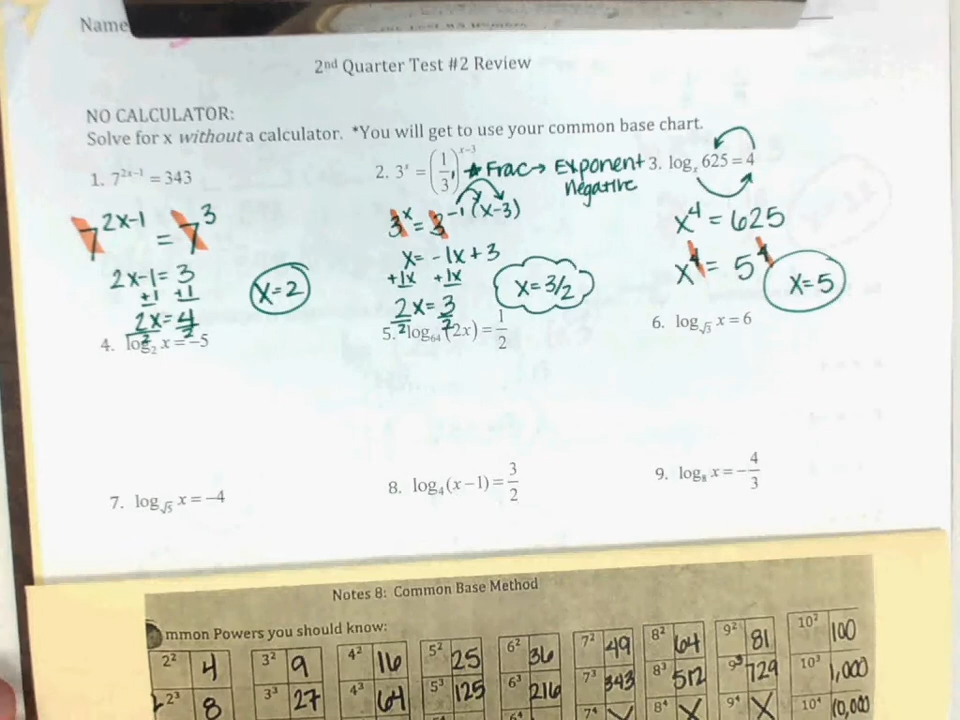 Name
2nd Quarter Test #2 Review
NO CALCULATOR:
Solve for x without a calculator. *You will get to use your common base chart.
1. 7^(2x-1) = 343
7^(2x-1) = 7^3
2x-1 = 3
+1 +1
2x = 4
2 2
x=2
2. 3^x = (1/3)^(x-3)
★Frac→ Exponent
negative
3^x = 3^(-1(x-3))
x = -1x+3
+1x +1x
2x = 3
2 2
x=3/2
3. log_x 625 = 4
x^4 = 625
x^4 = 5^4
x=5
4. log_2 x = -5
5. log_64 (2x) = 1/2
6. log_√5 x = 6
7. log_√5 x = -4
8. log_4 (x-1) = 3/2
9. log_8 x = -4/3
Notes 8: Common Base Method
mmon Powers you should know:
2^2 4 3^2 9 4^2 16 5^2 25 6^2 36 7^2 49 8^2 64 9^2 81 10^2 100
2^3 8 3^3 27 4^3 64 5^3 125 6^3 216 7^3 343 8^3 512 9^3 729 10^3 1,000
7^4 8^4 X 9^4 X 10^4 10,000